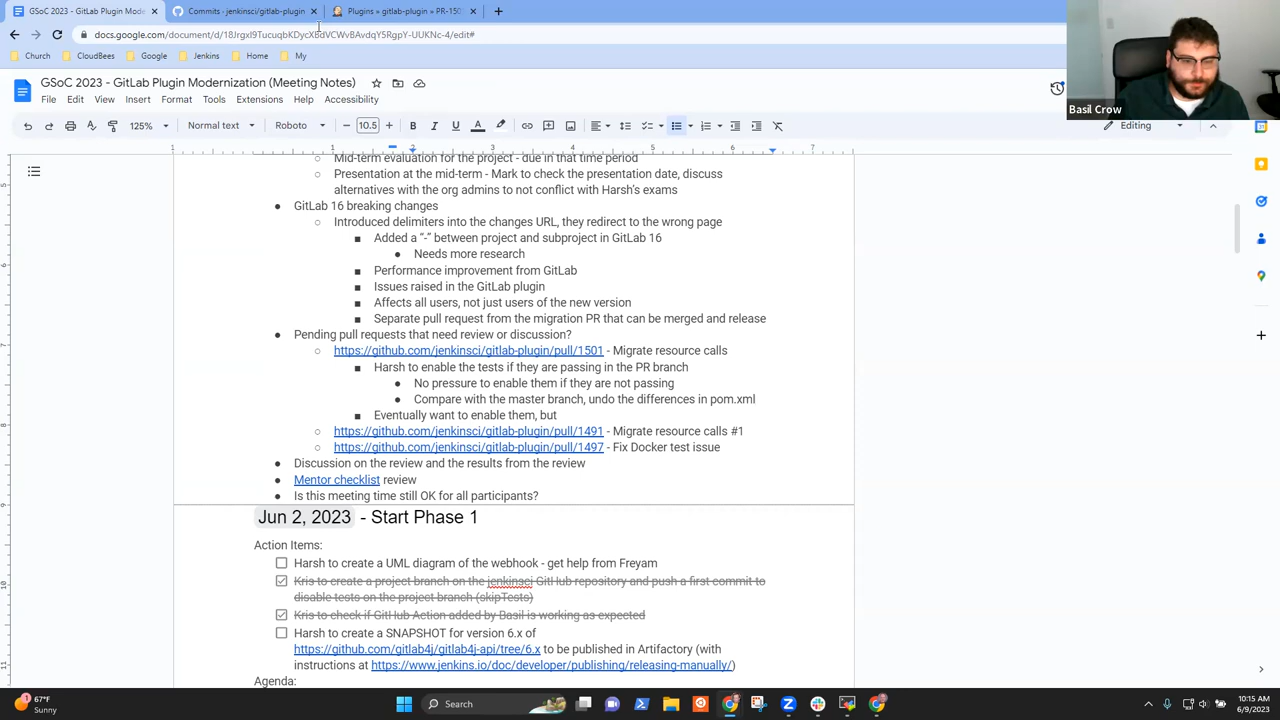 GSoC 2023 - GitLab Plugin Mode
Commits · jenkinsci/gitlab-plugin
Plugins » gitlab-plugin » PR-150
docs.google.com/document/d/
Church
CloudBees
Google
Jenkins
Home
My
GSoC 2023 - GitLab Plugin Modernization (Meeting Notes)
File Edit View Insert Format Tools Extensions Help Accessibility
125% Normal text Roboto 10.5 Editing
Basil Crow
Mid-term evaluation for the project - due in that time period
Presentation at the mid-term - Mark to check the presentation date, discuss
alternatives with the org admins to not conflict with Harsh's exams
GitLab 16 breaking changes
Introduced delimiters into the changes URL, they redirect to the wrong page
Added a “-” between project and subproject in GitLab 16
Needs more research
Performance improvement from GitLab
Issues raised in the GitLab plugin
Affects all users, not just users of the new version
Separate pull request from the migration PR that can be merged and release
Pending pull requests that need review or discussion?
https://github.com/jenkinsci/gitlab-plugin/pull/1501 - Migrate resource calls
Harsh to enable the tests if they are passing in the PR branch
No pressure to enable them if they are not passing
Compare with the master branch, undo the differences in pom.xml
Eventually want to enable them, but
https://github.com/jenkinsci/gitlab-plugin/pull/1491 - Migrate resource calls #1
https://github.com/jenkinsci/gitlab-plugin/pull/1497 - Fix Docker test issue
Discussion on the review and the results from the review
Mentor checklist review
Is this meeting time still OK for all participants?
Jun 2, 2023 - Start Phase 1
Action Items:
Harsh to create a UML diagram of the webhook - get help from Freyam
Kris to create a project branch on the jenkinsci GitHub repository and push a first commit to
disable tests on the project branch (skipTests)
Kris to check if GitHub Action added by Basil is working as expected
Harsh to create a SNAPSHOT for version 6.x of
https://github.com/gitlab4j/gitlab4j-api/tree/6.x to be published in Artifactory (with
instructions at https://www.jenkins.io/doc/developer/publishing/releasing-manually/)
Agenda:
67°F
Sunny
Search
10:15 AM
6/9/2023